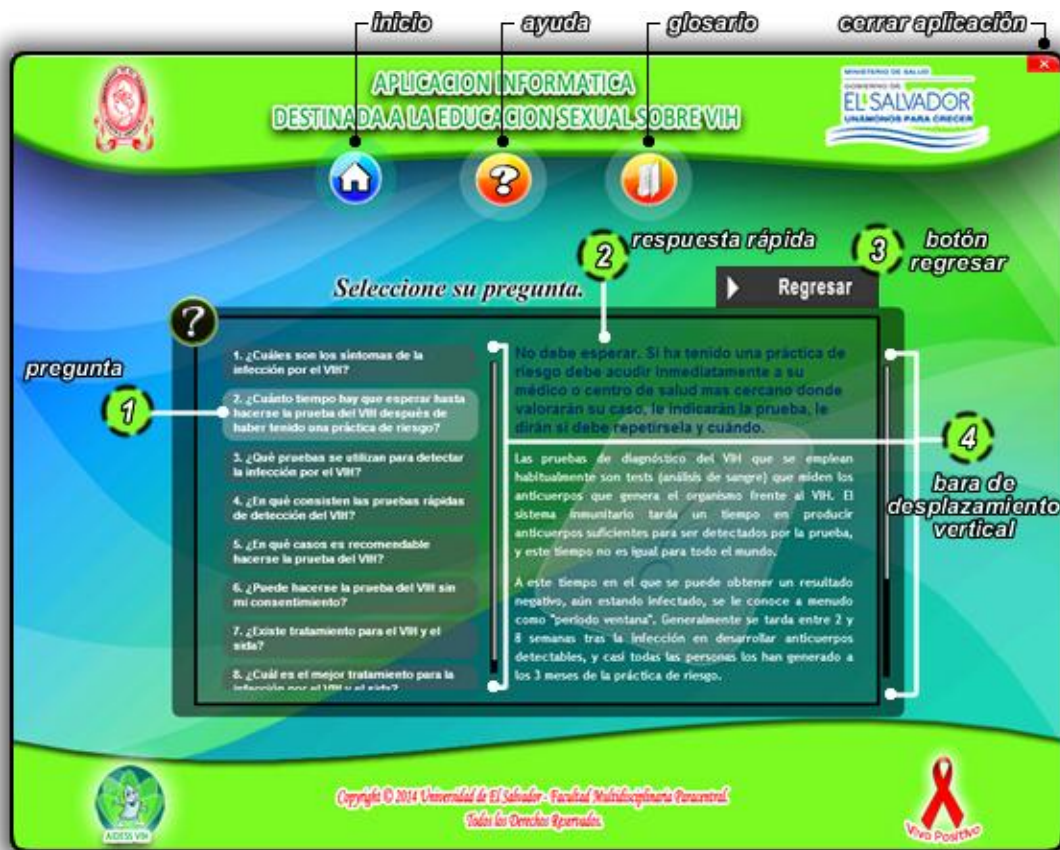 inicio
ayuda
glosario
cerrar aplicación
APLICACION INFORMATICA
DESTINADA A LA EDUCACION SEXUAL SOBRE VIH
MINISTERIO DE SALUD
GOBIERNO DE
EL SALVADOR
UNÁMONOS PARA CRECER
2
respuesta rápida
3
botón
regresar
Seleccione su pregunta.
Regresar
?
pregunta
1
1. ¿Cuáles son los síntomas de la
infección por el VIH?
2. ¿Cuánto tiempo hay que esperar hasta
hacerse la prueba del VIH después de
haber tenido una práctica de riesgo?
3. ¿Qué pruebas se utilizan para detectar
la infección por el VIH?
4. ¿En qué consisten las pruebas rápidas
de detección del VIH?
5. ¿En qué casos es recomendable
hacerse la prueba del VIH?
6. ¿Puede hacerse la prueba del VIH sin
mi consentimiento?
7. ¿Existe tratamiento para el VIH y el
sida?
8. ¿Cuál es el mejor tratamiento para la
infección por el VIH y el sida?
No debe esperar. Si ha tenido una práctica de
riesgo debe acudir inmediatamente a su
médico o centro de salud mas cercano donde
valorarán su caso, le indicarán la prueba, le
dirán si debe repetírsela y cuándo.
Las pruebas de diagnóstico del VIH que se emplean
habitualmente son tests (análisis de sangre) que miden los
anticuerpos que genera el organismo frente al VIH. El
sistema inmunitario tarda un tiempo en producir
anticuerpos suficientes para ser detectados por la prueba,
y este tiempo no es igual para todo el mundo.
A este tiempo en el que se puede obtener un resultado
negativo, aún estando infectado, se le conoce a menudo
como "período ventana". Generalmente se tarda entre 2 y
8 semanas tras la infección en desarrollar anticuerpos
detectables, y casi todas las personas los han generado a
los 3 meses de la práctica de riesgo.
4
bara de
desplazamiento
vertical
AIDESS VIH
Copyright © 2014 Universidad de El Salvador - Facultad Multidisciplinaria Paracentral.
Todos los Derechos Reservados.
Vivo Positivo